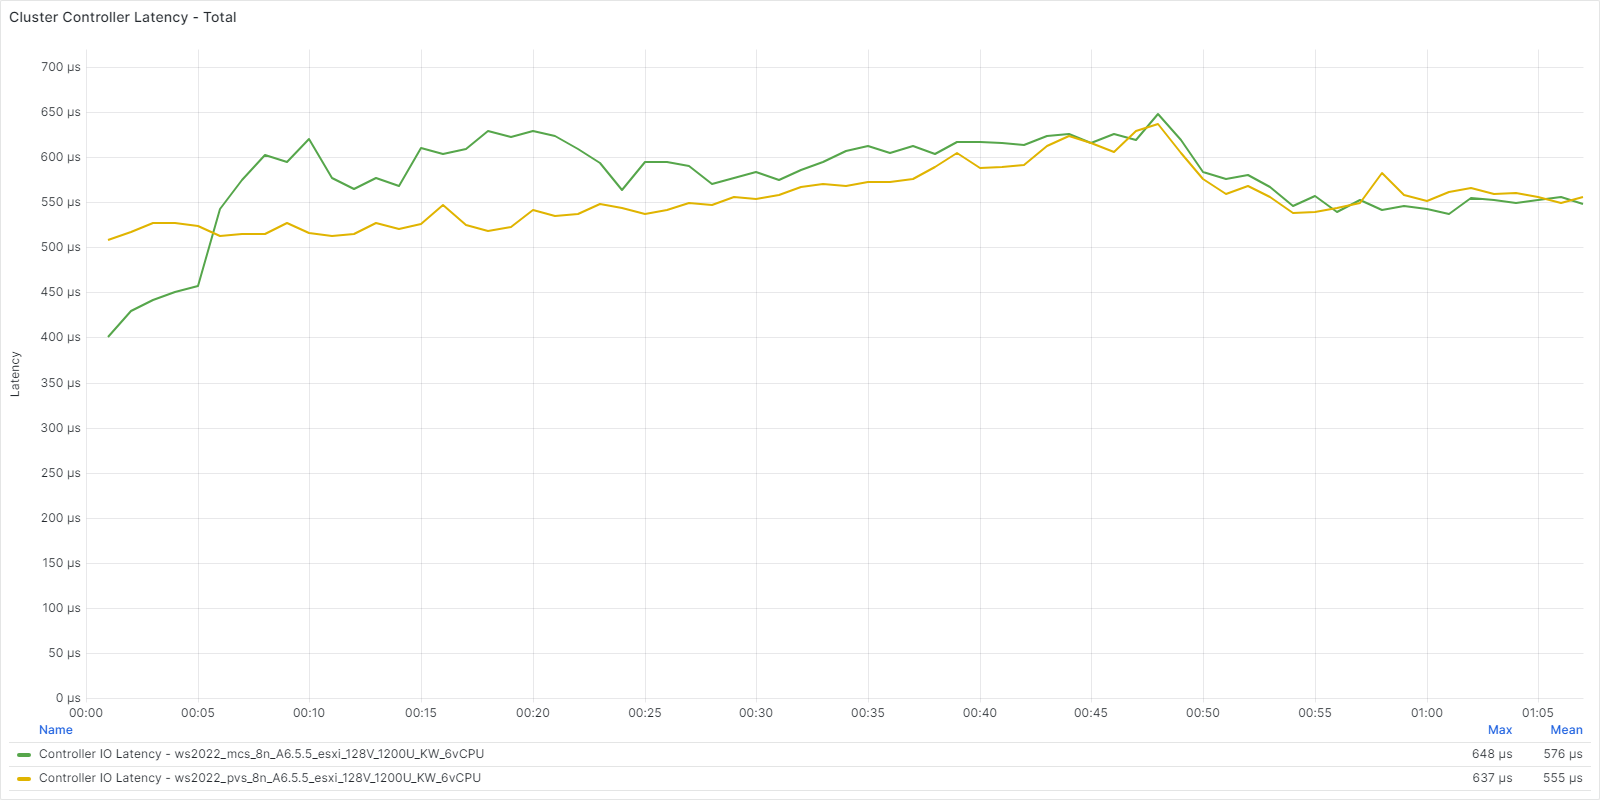 Cluster Controller Latency - Total
700 µs
650 µs
600 µs
550 µs
500 µs
450 µs
400 µs
350 µs
300 µs
250 µs
200 µs
150 µs
100 µs
50 µs
0 µs
Latency
00:00 00:05 00:10 00:15 00:20 00:25 00:30 00:35 00:40 00:45 00:50 00:55 01:00 01:05
Name Max Mean
Controller IO Latency - ws2022_mcs_8n_A6.5.5_esxi_128V_1200U_KW_6vCPU 648 µs 576 µs
Controller IO Latency - ws2022_pvs_8n_A6.5.5_esxi_128V_1200U_KW_6vCPU 637 µs 555 µs